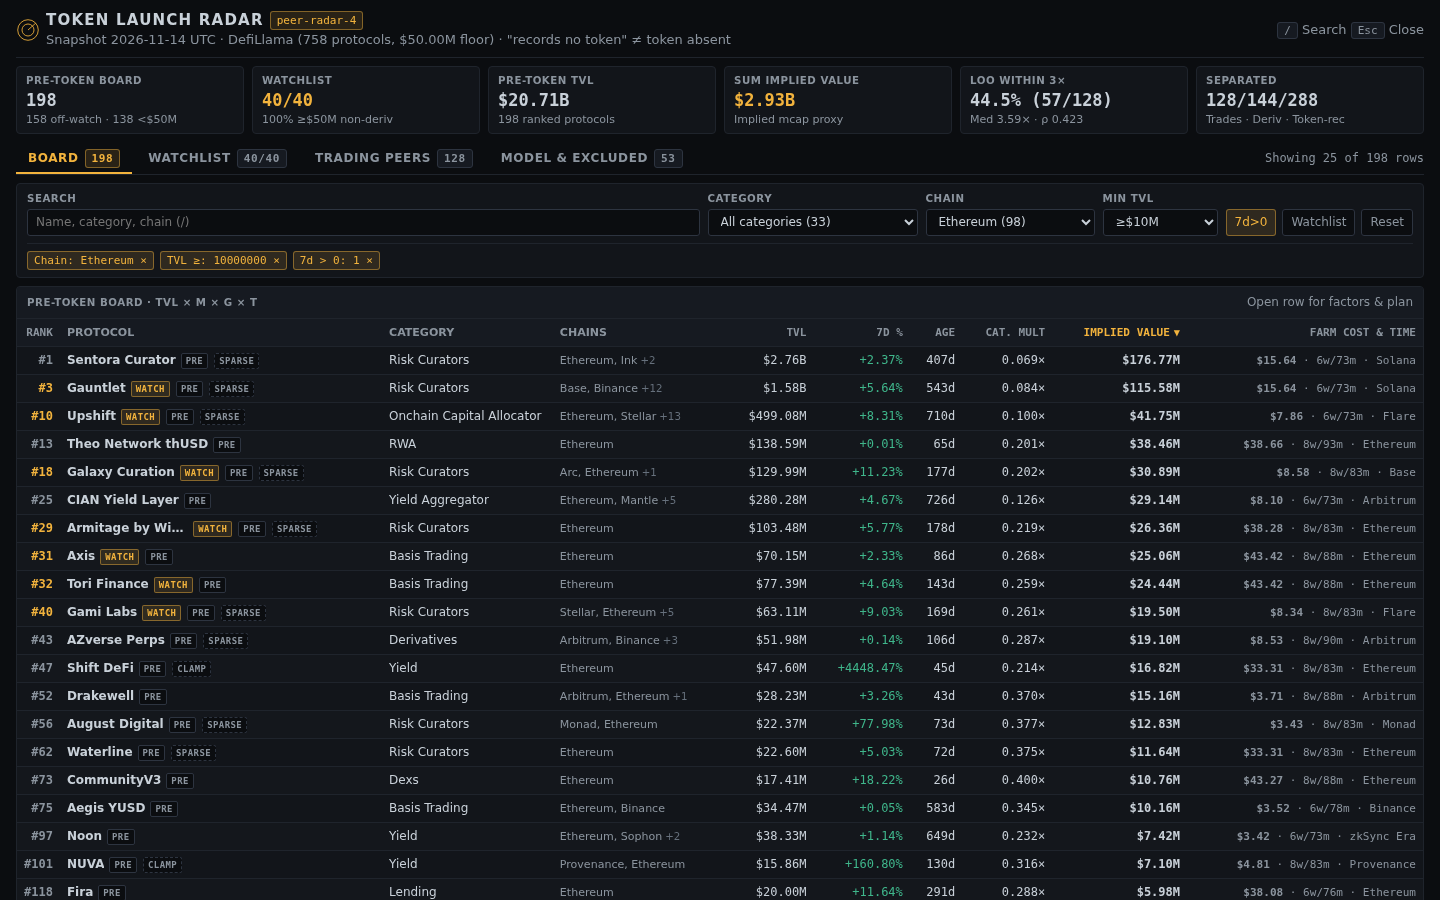 TOKEN LAUNCH RADAR peer-radar-4
Snapshot 2026-11-14 UTC · DefiLlama (758 protocols, $50.00M floor) · "records no token" ≠ token absent
/ Search Esc Close
PRE-TOKEN BOARD
198
158 off-watch · 138 <$50M
WATCHLIST
40/40
100% ≥$50M non-deriv
PRE-TOKEN TVL
$20.71B
198 ranked protocols
SUM IMPLIED VALUE
$2.93B
Implied mcap proxy
LOO WITHIN 3×
44.5% (57/128)
Med 3.59× · ρ 0.423
SEPARATED
128/144/288
Trades · Deriv · Token-rec
BOARD 198 WATCHLIST 40/40 TRADING PEERS 128 MODEL & EXCLUDED 53 Showing 25 of 198 rows
SEARCH CATEGORY CHAIN MIN TVL
Name, category, chain (/) All categories (33) Ethereum (98) ≥$10M 7d>0 Watchlist Reset
Chain: Ethereum × TVL ≥: 10000000 × 7d > 0: 1 ×
PRE-TOKEN BOARD · TVL × M × G × T Open row for factors & plan
RANK PROTOCOL CATEGORY CHAINS TVL 7D % AGE CAT. MULT IMPLIED VALUE ▼ FARM COST & TIME
#1 Sentora Curator PRE SPARSE Risk Curators Ethereum, Ink +2 $2.76B +2.37% 407d 0.069× $176.77M $15.64 · 6w/73m · Solana
#3 Gauntlet WATCH PRE SPARSE Risk Curators Base, Binance +12 $1.58B +5.64% 543d 0.084× $115.58M $15.64 · 6w/73m · Solana
#10 Upshift WATCH PRE SPARSE Onchain Capital Allocator Ethereum, Stellar +13 $499.08M +8.31% 710d 0.100× $41.75M $7.86 · 6w/73m · Flare
#13 Theo Network thUSD PRE RWA Ethereum $138.59M +0.01% 65d 0.201× $38.46M $38.66 · 8w/93m · Ethereum
#18 Galaxy Curation WATCH PRE SPARSE Risk Curators Arc, Ethereum +1 $129.99M +11.23% 177d 0.202× $30.89M $8.58 · 8w/83m · Base
#25 CIAN Yield Layer PRE Yield Aggregator Ethereum, Mantle +5 $280.28M +4.67% 726d 0.126× $29.14M $8.10 · 6w/73m · Arbitrum
#29 Armitage by Wi… WATCH PRE SPARSE Risk Curators Ethereum $103.48M +5.77% 178d 0.219× $26.36M $38.28 · 8w/83m · Ethereum
#31 Axis WATCH PRE Basis Trading Ethereum $70.15M +2.33% 86d 0.268× $25.06M $43.42 · 8w/88m · Ethereum
#32 Tori Finance WATCH PRE Basis Trading Ethereum $77.39M +4.64% 143d 0.259× $24.44M $43.42 · 8w/88m · Ethereum
#40 Gami Labs WATCH PRE SPARSE Risk Curators Stellar, Ethereum +5 $63.11M +9.03% 169d 0.261× $19.50M $8.34 · 8w/83m · Flare
#43 AZverse Perps PRE SPARSE Derivatives Arbitrum, Binance +3 $51.98M +0.14% 106d 0.287× $19.10M $8.53 · 8w/90m · Arbitrum
#47 Shift DeFi PRE CLAMP Yield Ethereum $47.60M +4448.47% 45d 0.214× $16.82M $33.31 · 8w/83m · Ethereum
#52 Drakewell PRE Basis Trading Arbitrum, Ethereum +1 $28.23M +3.26% 43d 0.370× $15.16M $3.71 · 8w/88m · Arbitrum
#56 August Digital PRE SPARSE Risk Curators Monad, Ethereum $22.37M +77.98% 73d 0.377× $12.83M $3.43 · 8w/83m · Monad
#62 Waterline PRE SPARSE Risk Curators Ethereum $22.60M +5.03% 72d 0.375× $11.64M $33.31 · 8w/83m · Ethereum
#73 CommunityV3 PRE Dexs Ethereum $17.41M +18.22% 26d 0.400× $10.76M $43.27 · 8w/88m · Ethereum
#75 Aegis YUSD PRE Basis Trading Ethereum, Binance $34.47M +0.05% 583d 0.345× $10.16M $3.52 · 6w/78m · Binance
#97 Noon PRE Yield Ethereum, Sophon +2 $38.33M +1.14% 649d 0.232× $7.42M $3.42 · 6w/73m · zkSync Era
#101 NUVA PRE CLAMP Yield Provenance, Ethereum $15.86M +160.80% 130d 0.316× $7.10M $4.81 · 8w/83m · Provenance
#118 Fira PRE Lending Ethereum $20.00M +11.64% 291d 0.288× $5.98M $38.08 · 6w/76m · Ethereum